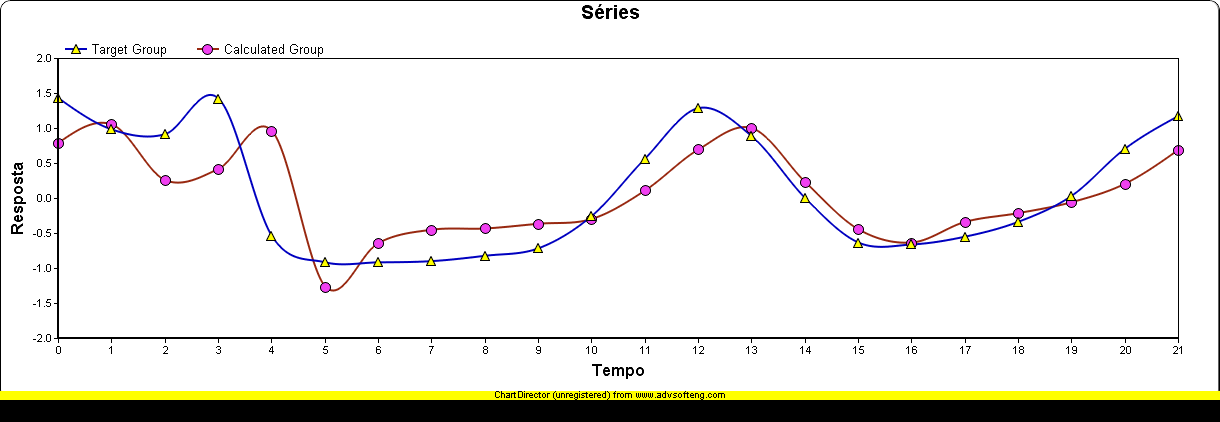 Séries
Target Group Calculated Group
2.0
1.5
1.0
0.5
0.0
-0.5
-1.0
-1.5
-2.0
Resposta
0 1 2 3 4 5 6 7 8 9 10 11 12 13 14 15 16 17 18 19 20 21
Tempo
ChartDirector (unregistered) from www.advsofteng.com